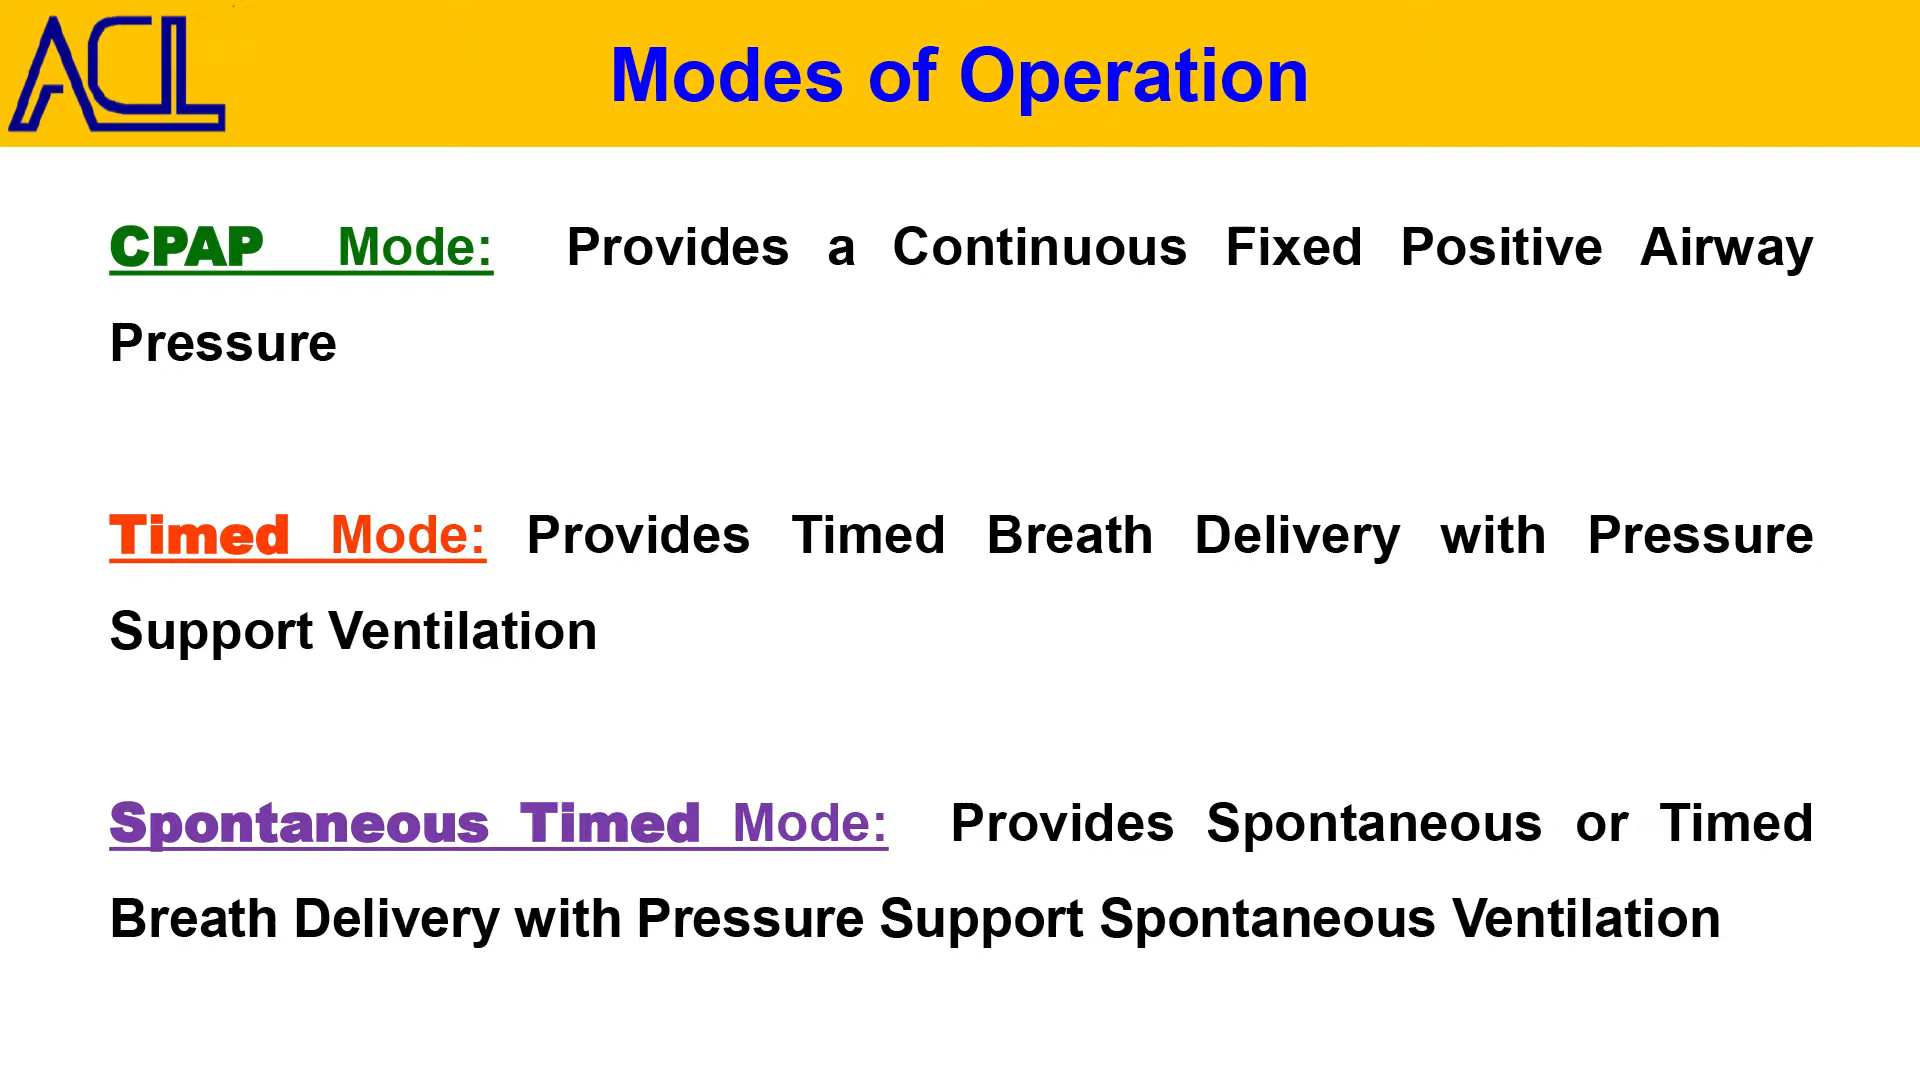 ACL
Modes of Operation
CPAP Mode: Provides a Continuous Fixed Positive Airway
Pressure
Timed Mode: Provides Timed Breath Delivery with Pressure
Support Ventilation
Spontaneous Timed Mode: Provides Spontaneous or Timed
Breath Delivery with Pressure Support Spontaneous Ventilation